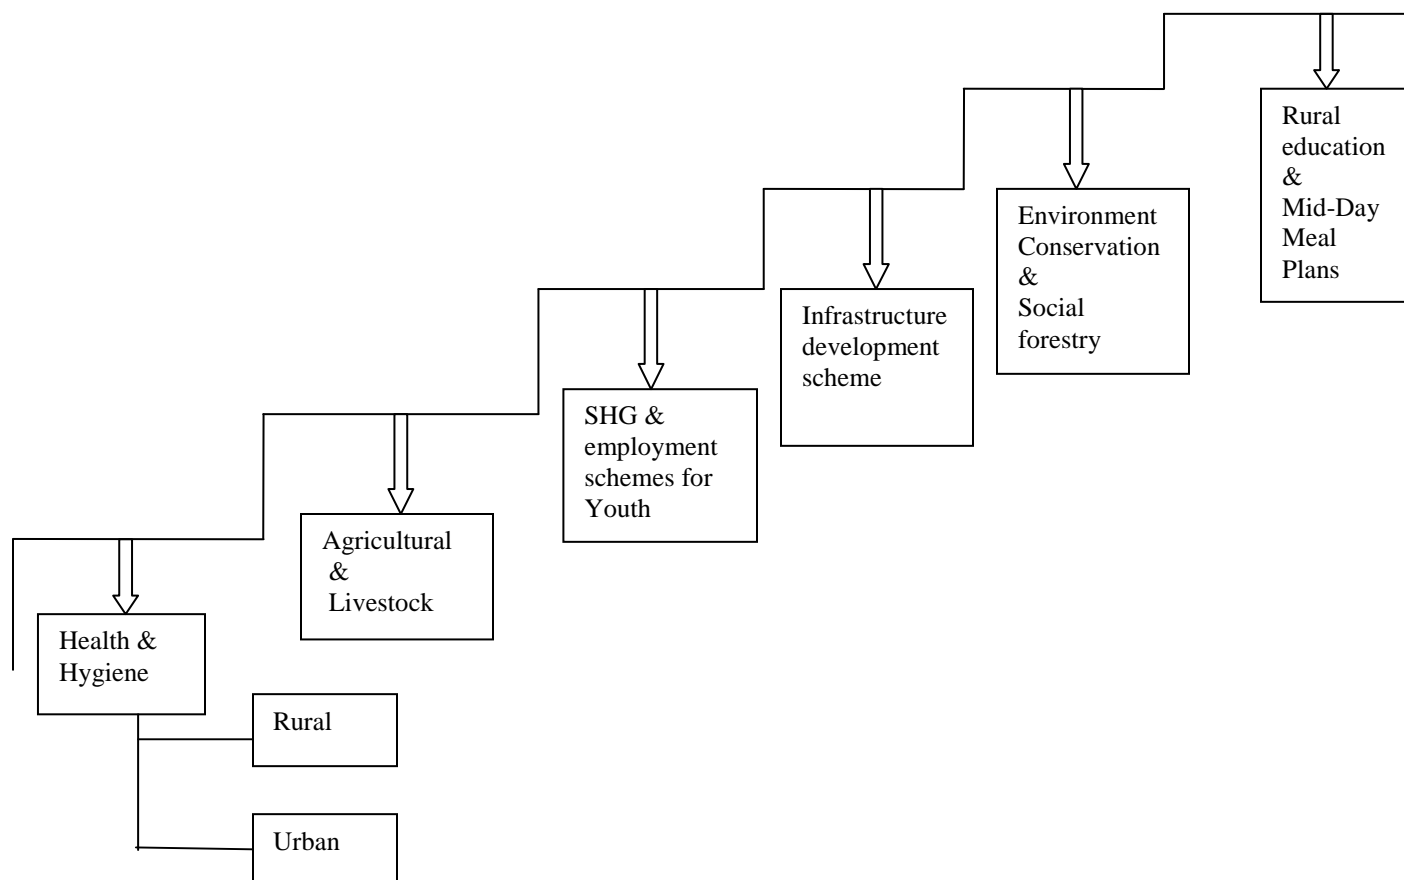 Rural
education
&
Mid-Day
Meal
Plans
Environment
Conservation
&
Social
forestry
Infrastructure
development
scheme
SHG &
employment
schemes for
Youth
Agricultural
&
Livestock
Health &
Hygiene
Rural
Urban